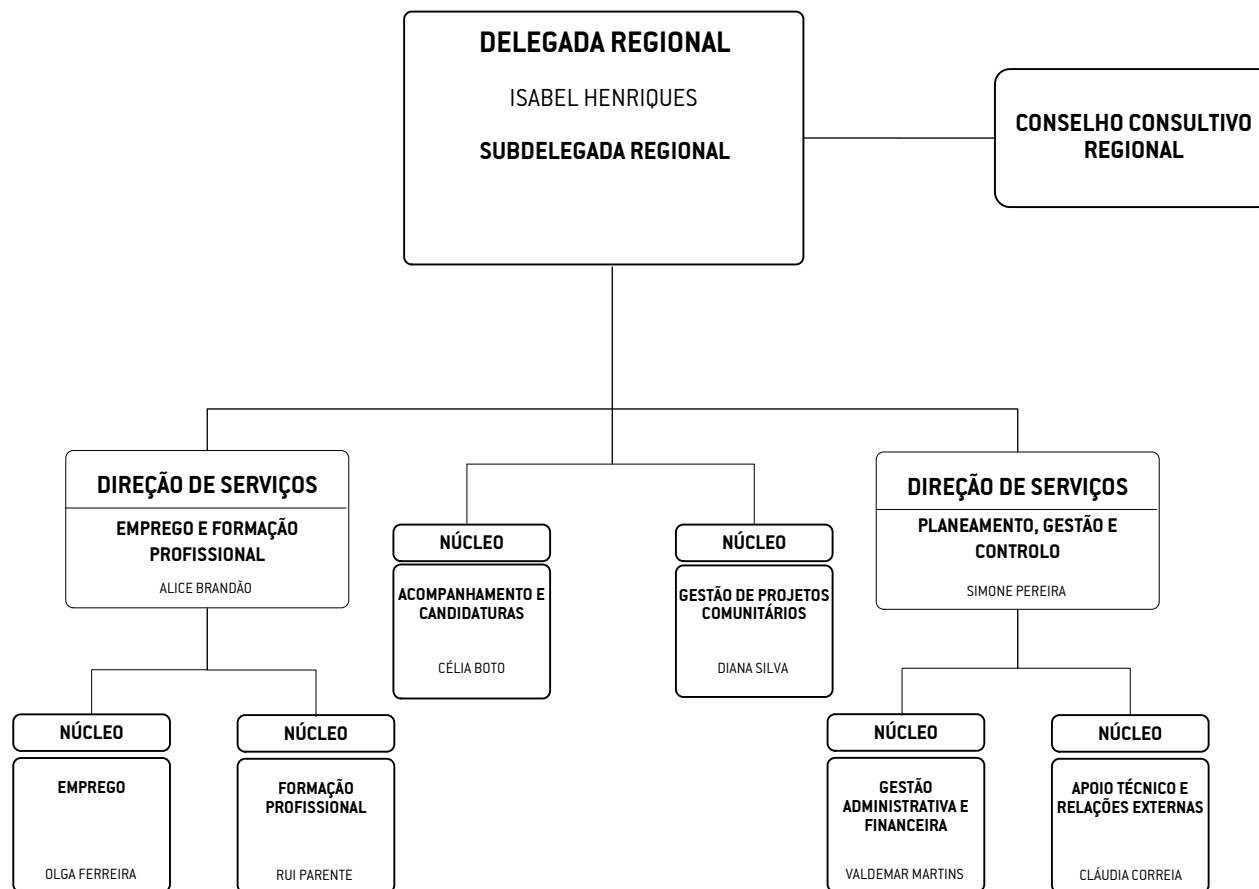 DELEGADA REGIONAL
ISABEL HENRIQUES
SUBDELEGADA REGIONAL
CONSELHO CONSULTIVO
REGIONAL
DIREÇÃO DE SERVIÇOS
EMPREGO E FORMAÇÃO
PROFISSIONAL
ALICE BRANDÃO
NÚCLEO
ACOMPANHAMENTO E
CANDIDATURAS
CÉLIA BOTO
NÚCLEO
GESTÃO DE PROJETOS
COMUNITÁRIOS
DIANA SILVA
DIREÇÃO DE SERVIÇOS
PLANEAMENTO, GESTÃO E
CONTROLO
SIMONE PEREIRA
NÚCLEO
EMPREGO
OLGA FERREIRA
NÚCLEO
FORMAÇÃO
PROFISSIONAL
RUI PARENTE
NÚCLEO
GESTÃO
ADMINISTRATIVA E
FINANCEIRA
VALDEMAR MARTINS
NÚCLEO
APOIO TÉCNICO E
RELAÇÕES EXTERNAS
CLÁUDIA CORREIA